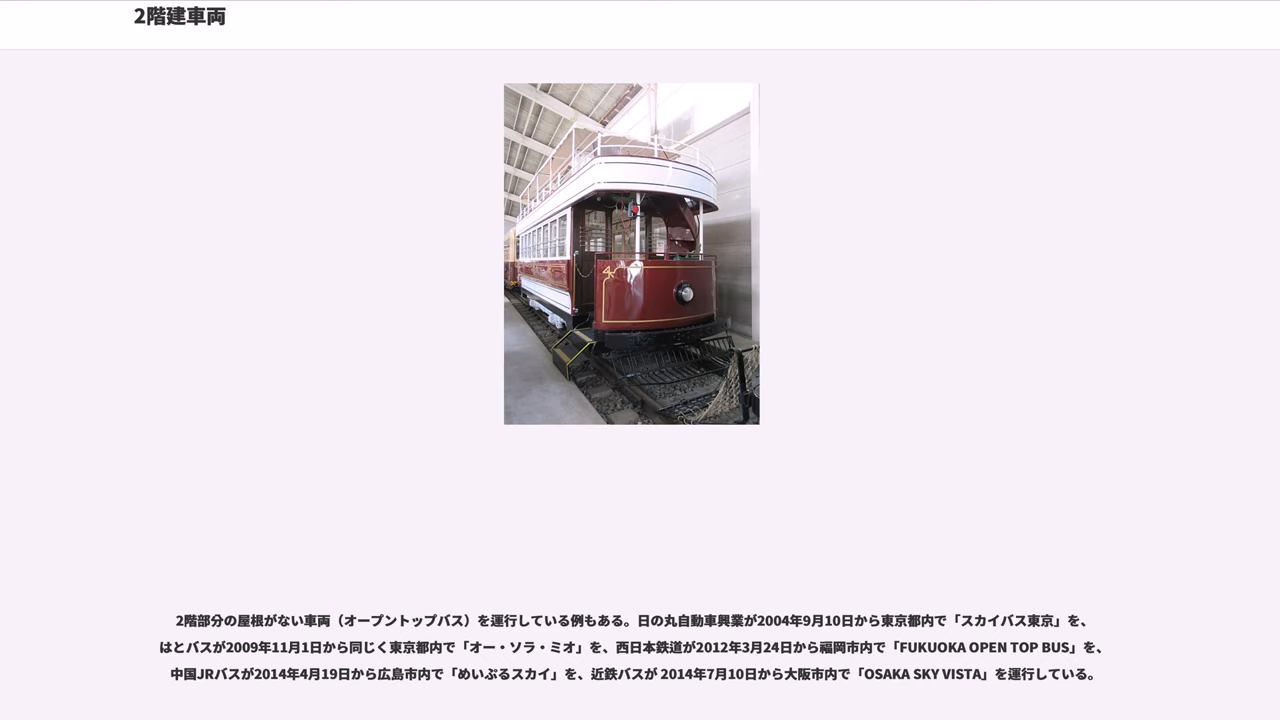 2階建車両
2階部分の屋根がない車両（オープントップバス）を運行している例もある。日の丸自動車興業が2004年9月10日から東京都内で「スカイバス東京」を、
はとバスが2009年11月1日から同じく東京都内で「オー・ソラ・ミオ」を、西日本鉄道が2012年3月24日から福岡市内で「FUKUOKA OPEN TOP BUS」を、
中国JRバスが2014年4月19日から広島市内で「めいぷるスカイ」を、近鉄バスが 2014年7月10日から大阪市内で「OSAKA SKY VISTA」を運行している。